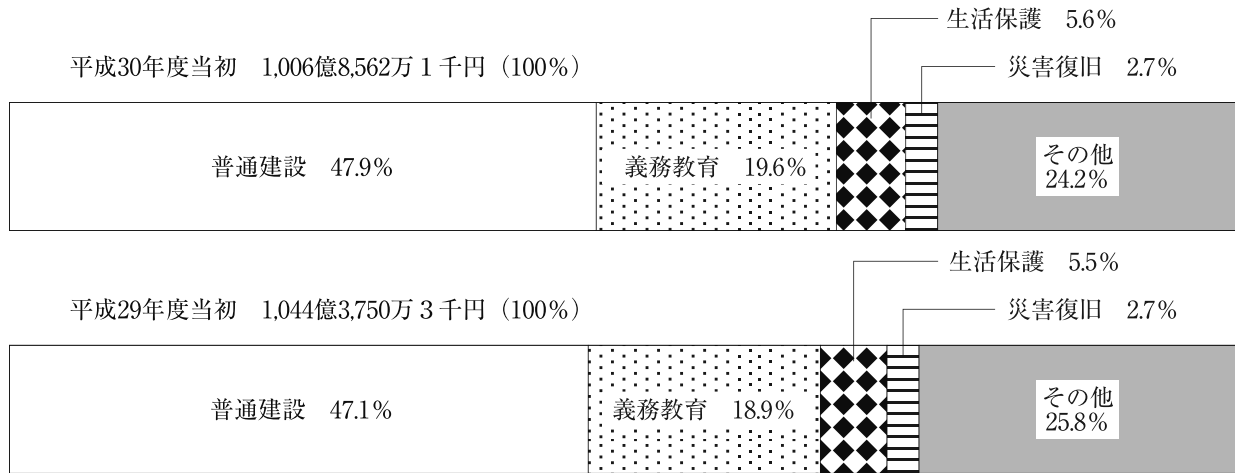 生活保護　5.6%
平成30年度当初　1,006億8,562万１千円（100%）
災害復旧　2.7%
普通建設　47.9%
義務教育　19.6%
その他
24.2%
生活保護　5.5%
平成29年度当初　1,044億3,750万３千円（100%）
災害復旧　2.7%
普通建設　47.1%
義務教育　18.9%
その他
25.8%